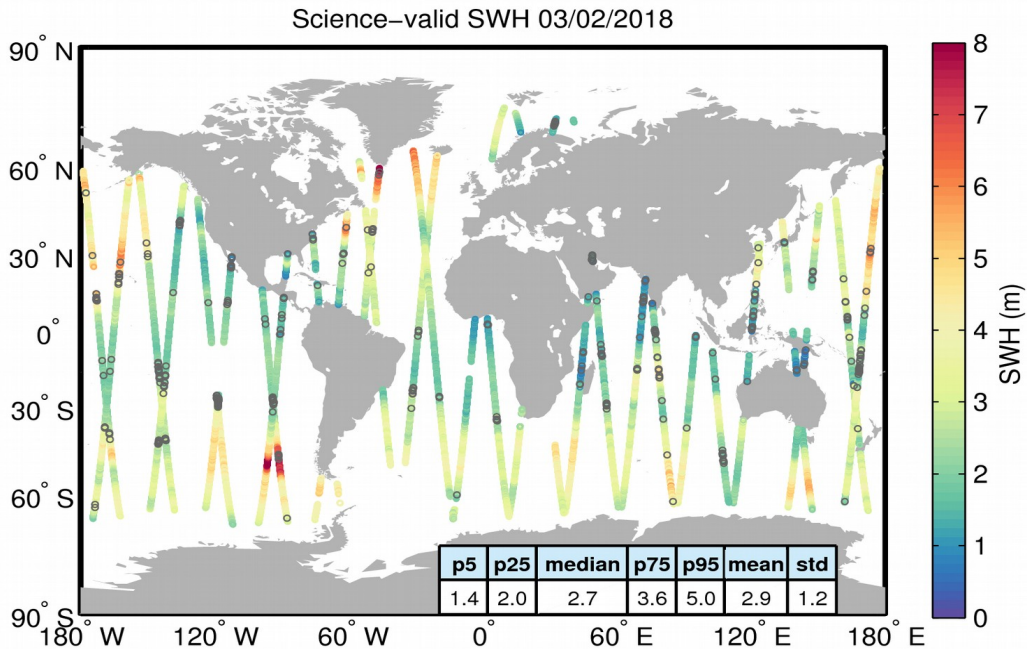 Science−valid SWH 03/02/2018
90° N
60° N
30° N
0°
30° S
60° S
90° S
180° W
120° W
60° W
0°
60° E
120° E
180° E
p5 p25 median p75 p95 mean std
1.4 2.0 2.7 3.6 5.0 2.9 1.2
8
7
6
5
4
3
2
1
0
SWH (m)